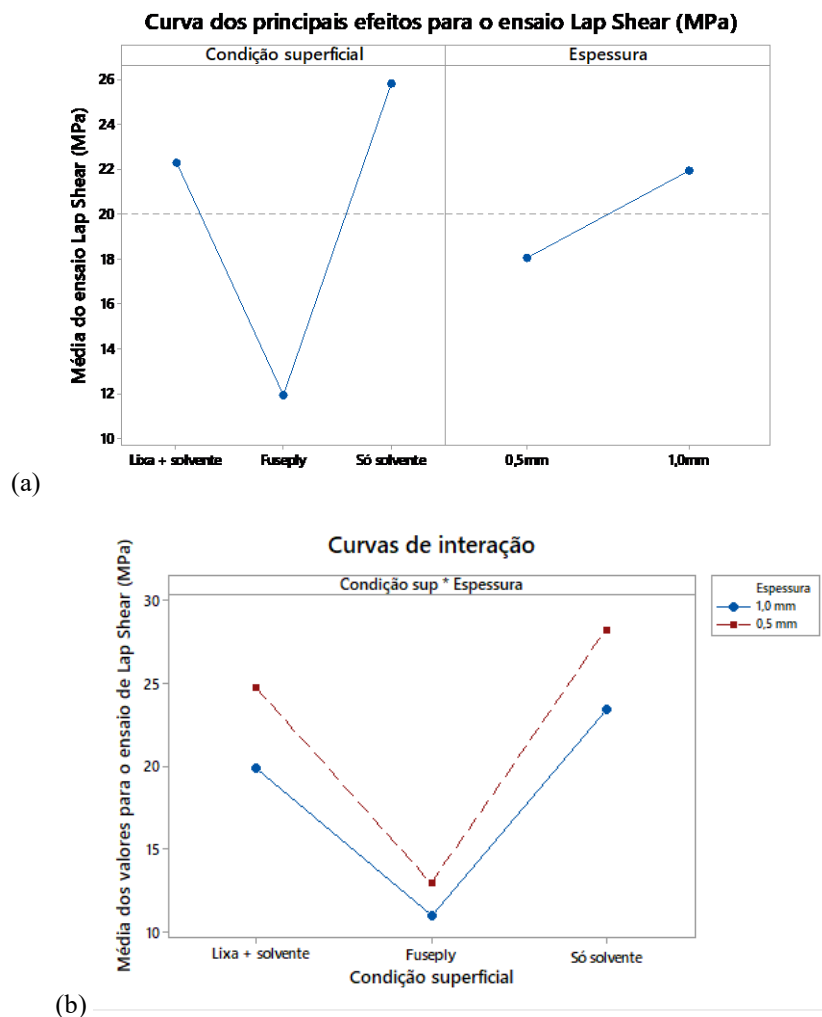 Curva dos principais efeitos para o ensaio Lap Shear (MPa)
Condição superficial
Espessura
Média do ensaio Lap Shear (MPa)
26
24
22
20
18
16
14
12
10
Lixa + solvente
Fuseply
Só solvente
0,5mm
1,0mm
(a)
Curvas de interação
Condição sup * Espessura
Média dos valores para o ensaio de Lap Shear (MPa)
30
25
20
15
10
Lixa + solvente
Fuseply
Só solvente
Condição superficial
Espessura
1,0 mm
0,5 mm
(b)